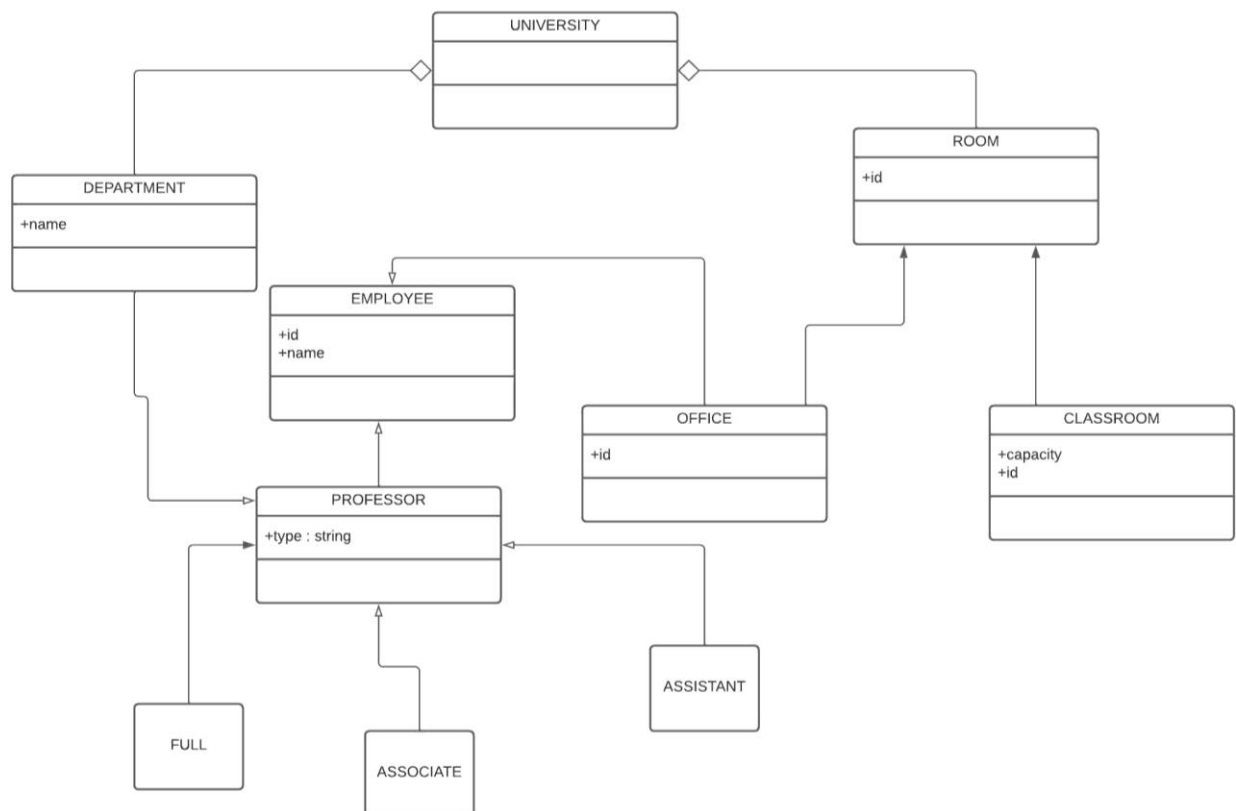 UNIVERSITY
ROOM
+id
DEPARTMENT
+name
EMPLOYEE
+id
+name
OFFICE
+id
CLASSROOM
+capacity
+id
PROFESSOR
+type : string
ASSISTANT
FULL
ASSOCIATE